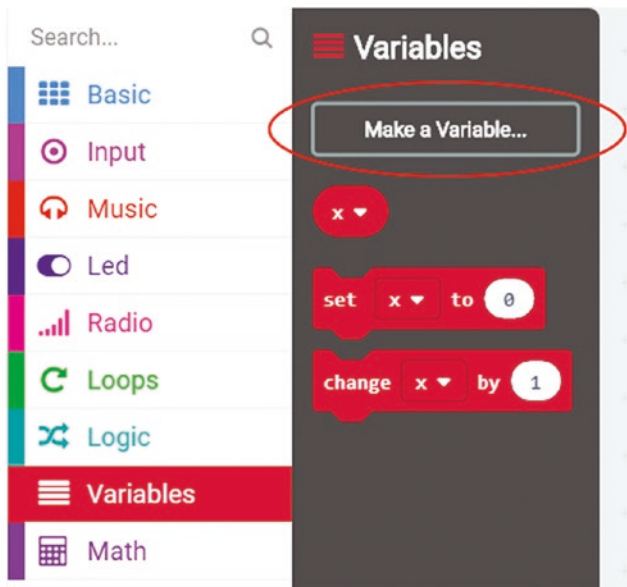 Search...
Basic
Input
Music
Led
Radio
Loops
Logic
Variables
Math
Variables
Make a Variable...
x
set x to 0
change x by 1